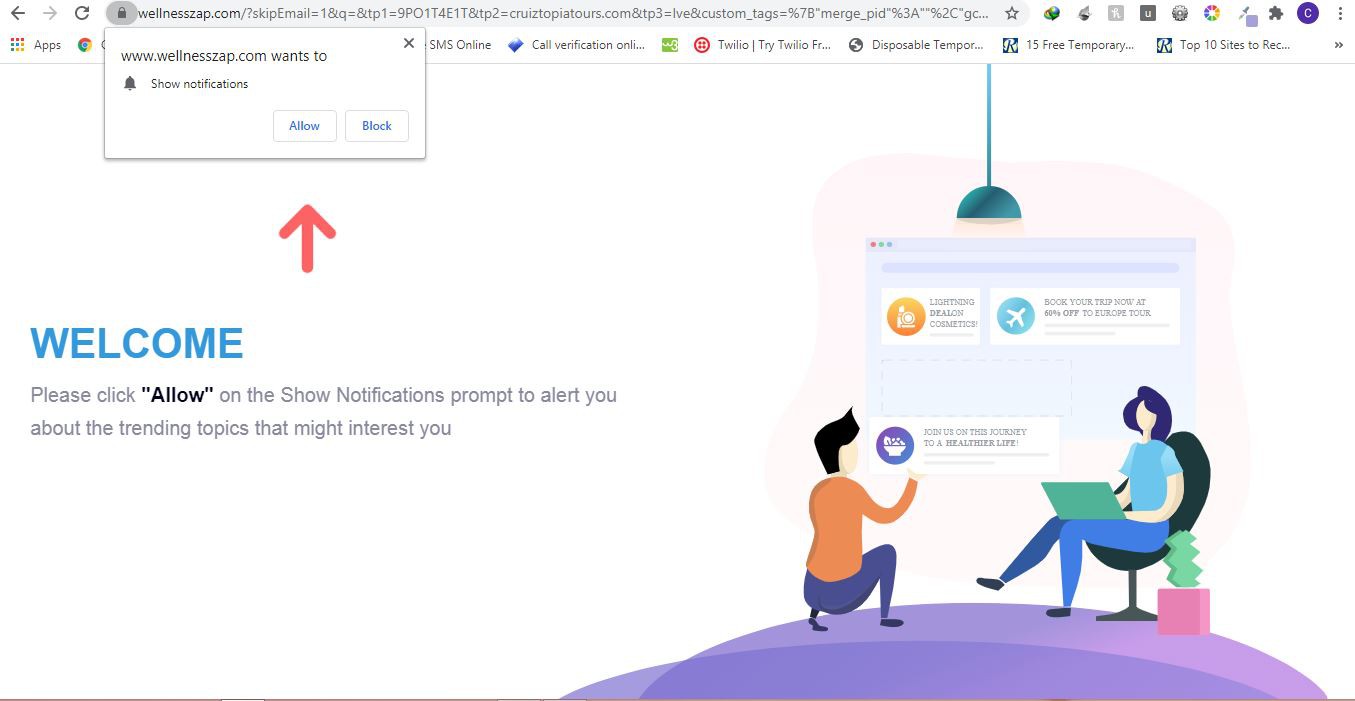 wellnesszap.com/?skipEmail=1&q=&tp1=9PO1T4E1T&tp2=cruiztopiatours.com&tp3=lve&custom_tags=%7B"merge_pid"%3A""%2C"gc...
u
C
Apps
SMS Online
Call verification onli...
Twilio | Try Twilio Fr...
Disposable Tempor...
15 Free Temporary...
Top 10 Sites to Rec...
»
www.wellnesszap.com wants to
Show notifications
Allow
Block
WELCOME
Please click "Allow" on the Show Notifications prompt to alert you
about the trending topics that might interest you
LIGHTNING
DEALON
COSMETICS!
BOOK YOUR TRIP NOW AT
60% OFF TO EUROPE TOUR
JOIN US ON THIS JOURNEY
TO A HEALTHIER LIFE!